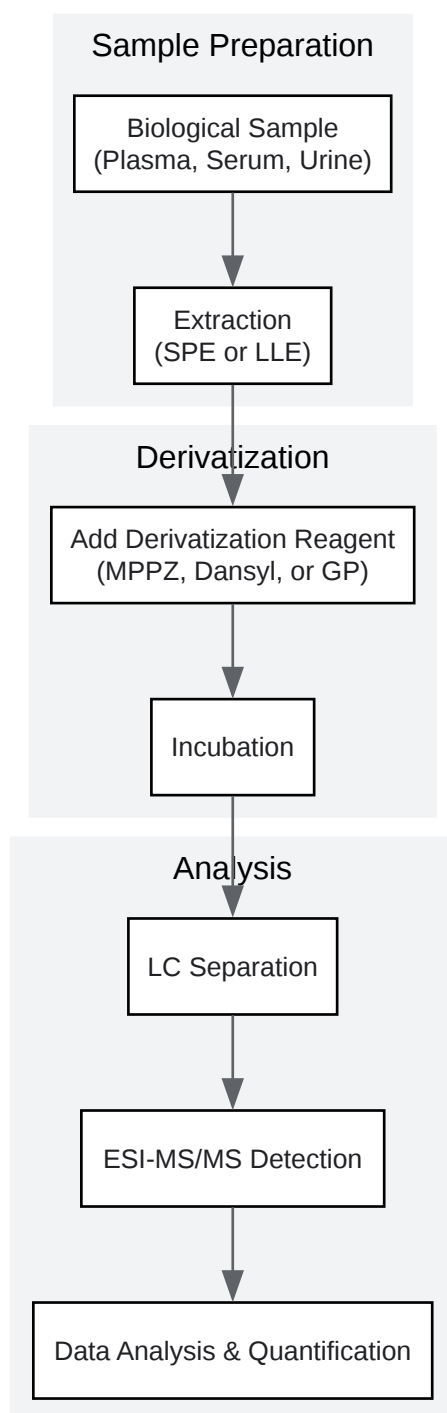 Sample Preparation
Biological Sample
(Plasma, Serum, Urine)
Extraction
(SPE or LLE)
Derivatization
Add Derivatization Reagent
(MPPZ, Dansyl, or GP)
Incubation
Analysis
LC Separation
ESI-MS/MS Detection
Data Analysis & Quantification